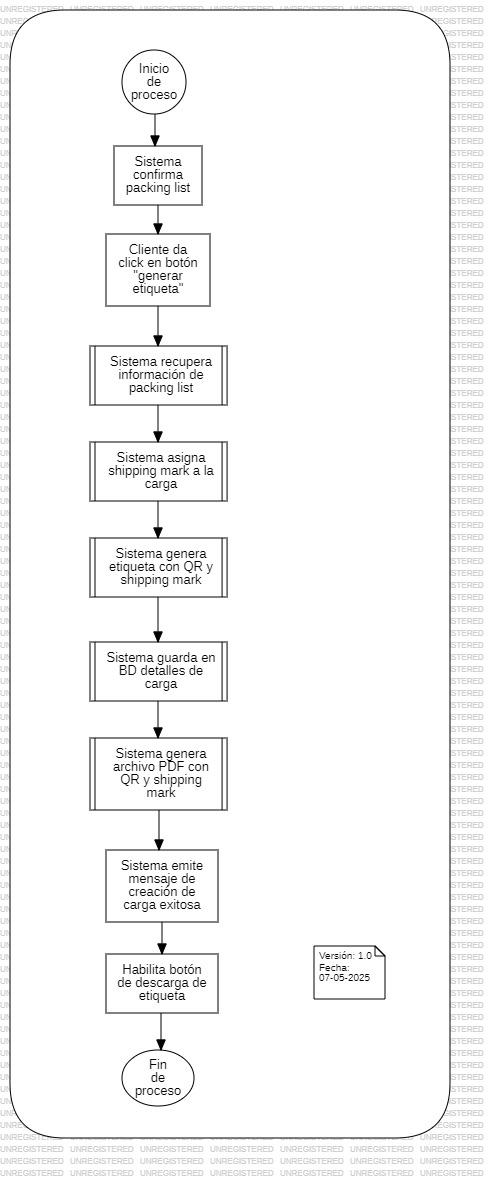 Inicio
de
proceso
Sistema
confirma
packing list
Cliente da
click en botón
"generar
etiqueta"
Sistema recupera
información de
packing list
Sistema asigna
shipping mark a la
carga
Sistema genera
etiqueta con QR y
shipping mark
Sistema guarda en
BD detalles de
carga
Sistema genera
archivo PDF con
QR y shipping
mark
Sistema emite
mensaje de
creación de
carga exitosa
Versión: 1.0
Fecha:
07-05-2025
Habilita botón
de descarga de
etiqueta
Fin
de
proceso
UNREGISTERED UNREGISTERED UNREGISTERED UNREGISTERED UNREGISTERED UNREGISTERED UNREGISTERED